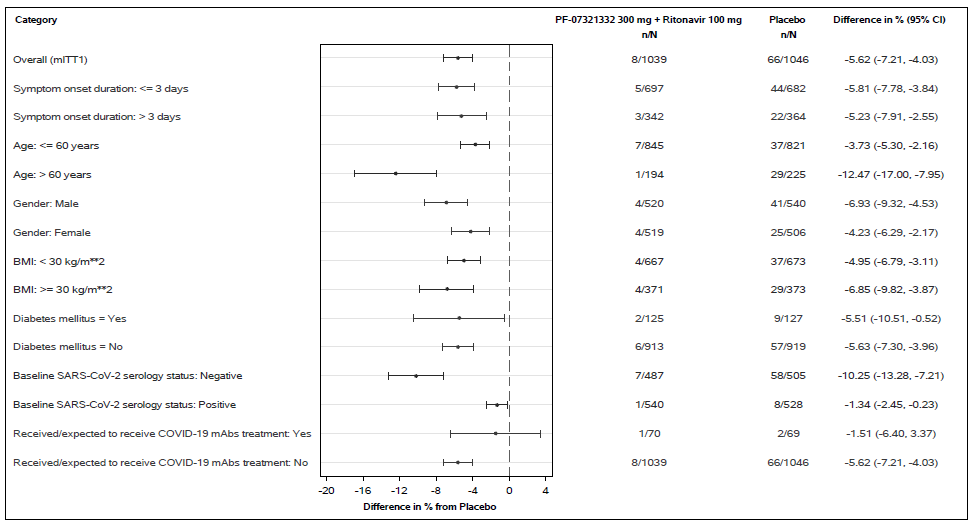 Category PF-07321332 300 mg + Ritonavir 100 mg Placebo Difference in % (95% CI)
n/N n/N
Overall (mITT1) 8/1039 66/1046 -5.62 (-7.21, -4.03)
Symptom onset duration: <= 3 days 5/697 44/682 -5.81 (-7.78, -3.84)
Symptom onset duration: > 3 days 3/342 22/364 -5.23 (-7.91, -2.55)
Age: <= 60 years 7/845 37/821 -3.73 (-5.30, -2.16)
Age: > 60 years 1/194 29/225 -12.47 (-17.00, -7.95)
Gender: Male 4/520 41/540 -6.93 (-9.32, -4.53)
Gender: Female 4/519 25/506 -4.23 (-6.29, -2.17)
BMI: < 30 kg/m**2 4/667 37/673 -4.95 (-6.79, -3.11)
BMI: >= 30 kg/m**2 4/371 29/373 -6.85 (-9.82, -3.87)
Diabetes mellitus = Yes 2/125 9/127 -5.51 (-10.51, -0.52)
Diabetes mellitus = No 6/913 57/919 -5.63 (-7.30, -3.96)
Baseline SARS-CoV-2 serology status: Negative 7/487 58/505 -10.25 (-13.28, -7.21)
Baseline SARS-CoV-2 serology status: Positive 1/540 8/528 -1.34 (-2.45, -0.23)
Received/expected to receive COVID-19 mAbs treatment: Yes 1/70 2/69 -1.51 (-6.40, 3.37)
Received/expected to receive COVID-19 mAbs treatment: No 8/1039 66/1046 -5.62 (-7.21, -4.03)
-20 -16 -12 -8 -4 0 4
Difference in % from Placebo